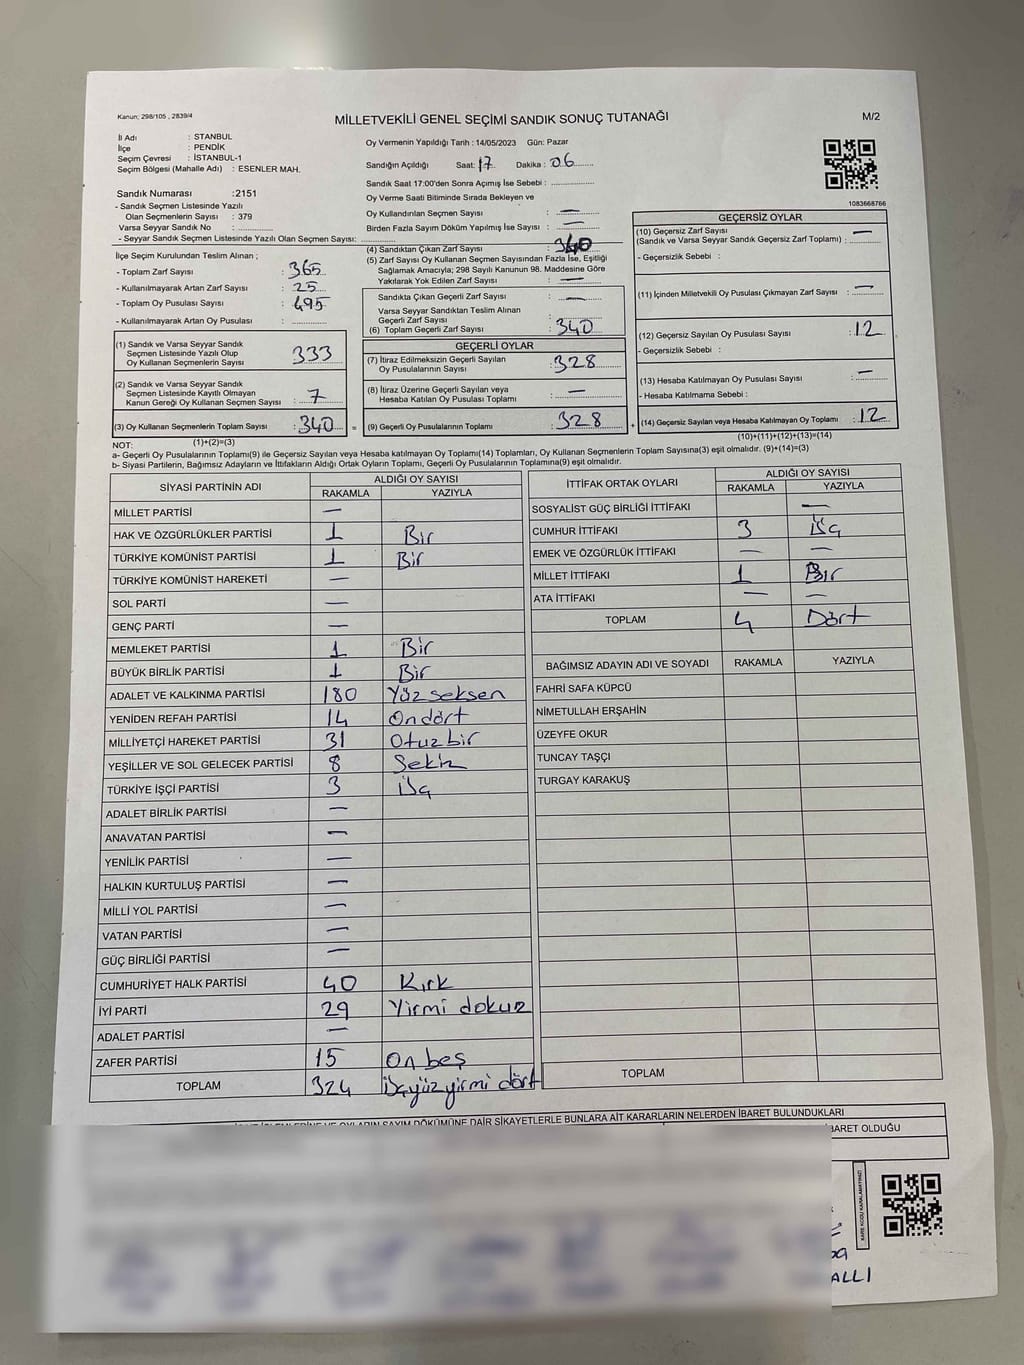 Kanun; 298/105 , 2839/4
MİLLETVEKİLİ GENEL SEÇİMİ SANDIK SONUÇ TUTANAĞI
M/2
İl Adı : STANBUL
İlçe : PENDİK
Seçim Çevresi : İSTANBUL-1
Seçim Bölgesi (Mahalle Adı) : ESENLER MAH.
Oy Vermenin Yapıldığı Tarih : 14/05/2023 Gün: Pazar
Sandığın Açıldığı Saat: 17 Dakika : 06
Sandık Saat 17:00'den Sonra Açımış İse Sebebi :
Oy Verme Saati Bitiminde Sırada Bekleyen ve
Oy Kullandırılan Seçmen Sayısı : —
Birden Fazla Sayım Döküm Yapılmış İse Sayısı : —
1083668766
Sandık Numarası :2151
- Sandık Seçmen Listesinde Yazılı
Olan Seçmenlerin Sayısı : 379
Varsa Seyyar Sandık No :
- Seyyar Sandık Seçmen Listesinde Yazılı Olan Seçmen Sayısı:
İlçe Seçim Kurulundan Teslim Alınan ;
- Toplam Zarf Sayısı : 365
- Kullanılmayarak Artan Zarf Sayısı : 25
- Toplam Oy Pusulası Sayısı : 495
- Kullanılmayarak Artan Oy Pusulası :
(1) Sandık ve Varsa Seyyar Sandık
Seçmen Listesinde Yazılı Olup
Oy Kullanan Seçmenlerin Sayısı : 333
(2) Sandık ve Varsa Seyyar Sandık
Seçmen Listesinde Kayıtlı Olmayan
Kanun Gereği Oy Kullanan Seçmen Sayısı : 7
(3) Oy Kullanan Seçmenlerin Toplam Sayısı : 340 =
(4) Sandıktan Çıkan Zarf Sayısı : 340
(5) Zarf Sayısı Oy Kullanan Seçmen Sayısından Fazla İse, Eşitliği
Sağlamak Amacıyla; 298 Sayılı Kanunun 98. Maddesine Göre
Yakılarak Yok Edilen Zarf Sayısı : —
Sandıkta Çıkan Geçerli Zarf Sayısı : —
Varsa Seyyar Sandıktan Teslim Alınan
Geçerli Zarf Sayısı :
(6) Toplam Geçerli Zarf Sayısı : 340
GEÇERLİ OYLAR
(7) İtiraz Edilmeksizin Geçerli Sayılan
Oy Pusulalarının Sayısı : 328
(8) İtiraz Üzerine Geçerli Sayılan veya
Hesaba Katılan Oy Pusulası Toplamı : —
(9) Geçerli Oy Pusulalarının Toplamı : 328 +
GEÇERSİZ OYLAR
(10) Geçersiz Zarf Sayısı
(Sandık ve Varsa Seyyar Sandık Geçersiz Zarf Toplamı) : —
- Geçersizlik Sebebi :
(11) İçinden Milletvekili Oy Pusulası Çıkmayan Zarf Sayısı : —
(12) Geçersiz Sayılan Oy Pusulası Sayısı : 12
- Geçersizlik Sebebi :
(13) Hesaba Katılmayan Oy Pusulası Sayısı : —
- Hesaba Katılmama Sebebi :
(14) Geçersiz Sayılan veya Hesaba Katılmayan Oy Toplamı : 12
NOT: (1)+(2)=(3)
(10)+(11)+(12)+(13)=(14)
a- Geçerli Oy Pusulalarının Toplamı(9) ile Geçersiz Sayılan veya Hesaba katılmayan Oy Toplamı(14) Toplamları, Oy Kullanan Seçmenlerin Toplam Sayısına(3) eşit olmalıdır. (9)+(14)=(3)
b- Siyasi Partilerin, Bağımsız Adayların ve İttifakların Aldığı Ortak Oyların Toplamı, Geçerli Oy Pusulalarının Toplamına(9) eşit olmalıdır.
SİYASİ PARTİNİN ADI ALDIĞI OY SAYISI
RAKAMLA YAZIYLA
MİLLET PARTİSİ —
HAK VE ÖZGÜRLÜKLER PARTİSİ 1 Bir
TÜRKİYE KOMÜNİST PARTİSİ 1 Bir
TÜRKİYE KOMÜNİST HAREKETİ —
SOL PARTİ —
GENÇ PARTİ —
MEMLEKET PARTİSİ 1 Bir
BÜYÜK BİRLİK PARTİSİ 1 Bir
ADALET VE KALKINMA PARTİSİ 180 Yüz seksen
YENİDEN REFAH PARTİSİ 14 Ondört
MİLLİYETÇİ HAREKET PARTİSİ 31 Otuzbir
YEŞİLLER VE SOL GELECEK PARTİSİ 8 Sekiz
TÜRKİYE İŞÇİ PARTİSİ 3 üç
ADALET BİRLİK PARTİSİ —
ANAVATAN PARTİSİ —
YENİLİK PARTİSİ —
HALKIN KURTULUŞ PARTİSİ —
MİLLİ YOL PARTİSİ —
VATAN PARTİSİ —
GÜÇ BİRLİĞİ PARTİSİ —
CUMHURİYET HALK PARTİSİ 40 Kırk
İYİ PARTİ 29 Yirmi dokuz
ADALET PARTİSİ —
ZAFER PARTİSİ 15 On beş
TOPLAM 324 üçyüzyirmi dört
İTTİFAK ORTAK OYLARI ALDIĞI OY SAYISI
RAKAMLA YAZIYLA
SOSYALİST GÜÇ BİRLİĞİ İTTİFAKI —
CUMHUR İTTİFAKI 3 üç
EMEK VE ÖZGÜRLÜK İTTİFAKI — —
MİLLET İTTİFAKI 1 Bir
ATA İTTİFAKI — —
TOPLAM 4 Dört
BAĞIMSIZ ADAYIN ADI VE SOYADI RAKAMLA YAZIYLA
FAHRİ SAFA KÜPCÜ
NİMETULLAH ERŞAHİN
ÜZEYFE OKUR
TUNCAY TAŞÇI
TURGAY KARAKUŞ
TOPLAM
DÖKÜMÜNE DAİR ŞİKAYETLERLE BUNLARA AİT KARARLARIN NELERDEN İBARET BULUNDUKLARI
BARET OLDUĞU
ALLI